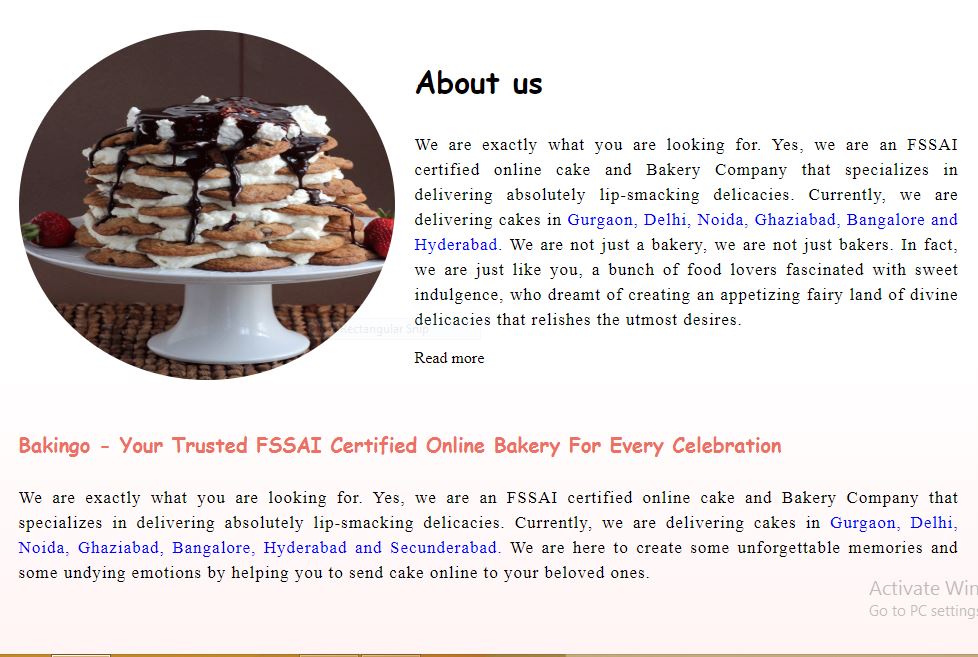 About us
We are exactly what you are looking for. Yes, we are an FSSAI
certified online cake and Bakery Company that specializes in
delivering absolutely lip-smacking delicacies. Currently, we are
delivering cakes in Gurgaon, Delhi, Noida, Ghaziabad, Bangalore and
Hyderabad. We are not just a bakery, we are not just bakers. In fact,
we are just like you, a bunch of food lovers fascinated with sweet
indulgence, who dreamt of creating an appetizing fairy land of divine
delicacies that relishes the utmost desires.
Rectangular Snip
Read more
Bakingo - Your Trusted FSSAI Certified Online Bakery For Every Celebration
We are exactly what you are looking for. Yes, we are an FSSAI certified online cake and Bakery Company that
specializes in delivering absolutely lip-smacking delicacies. Currently, we are delivering cakes in Gurgaon, Delhi,
Noida, Ghaziabad, Bangalore, Hyderabad and Secunderabad. We are here to create some unforgettable memories and
some undying emotions by helping you to send cake online to your beloved ones.
Activate Win
Go to PC settings